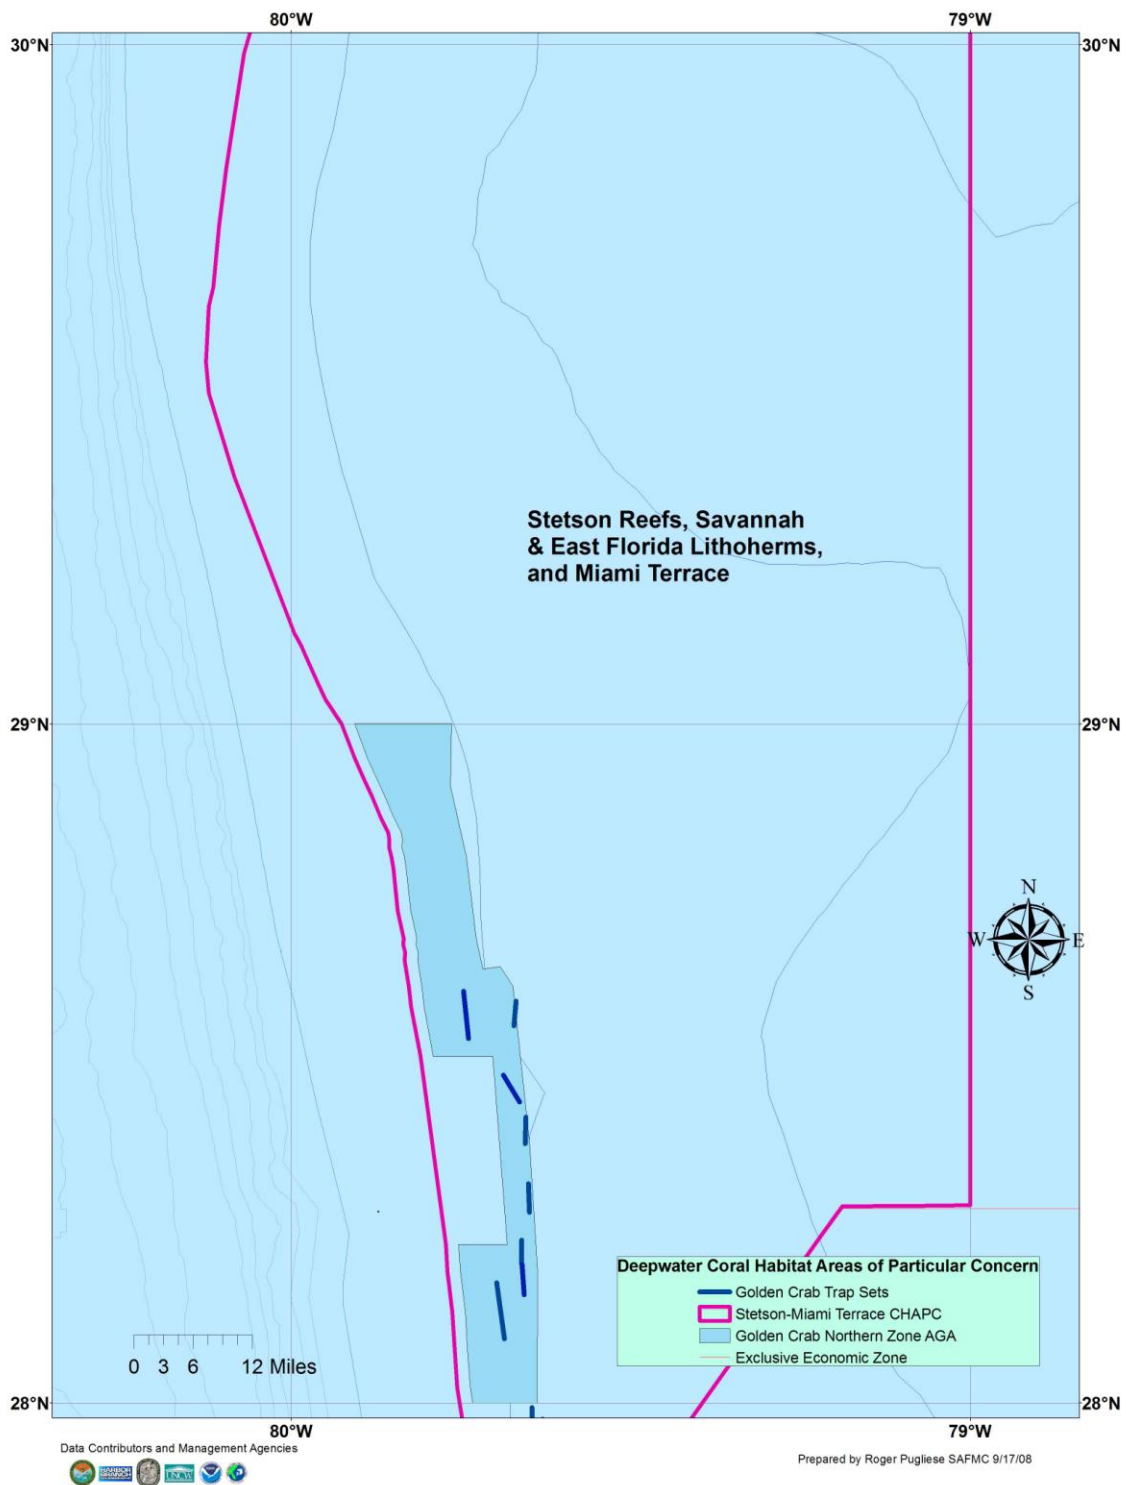 80°W 79°W
30°N 30°N
Stetson Reefs, Savannah
& East Florida Lithoherms,
and Miami Terrace
29°N 29°N
N
W E
S
Deepwater Coral Habitat Areas of Particular Concern
Golden Crab Trap Sets
Stetson-Miami Terrace CHAPC
Golden Crab Northern Zone AGA
Exclusive Economic Zone
0 3 6 12 Miles
28°N 28°N
80°W 79°W
Data Contributors and Management Agencies
Prepared by Roger Pugliese SAFMC 9/17/08
HARBOR BRANCH
UNCW